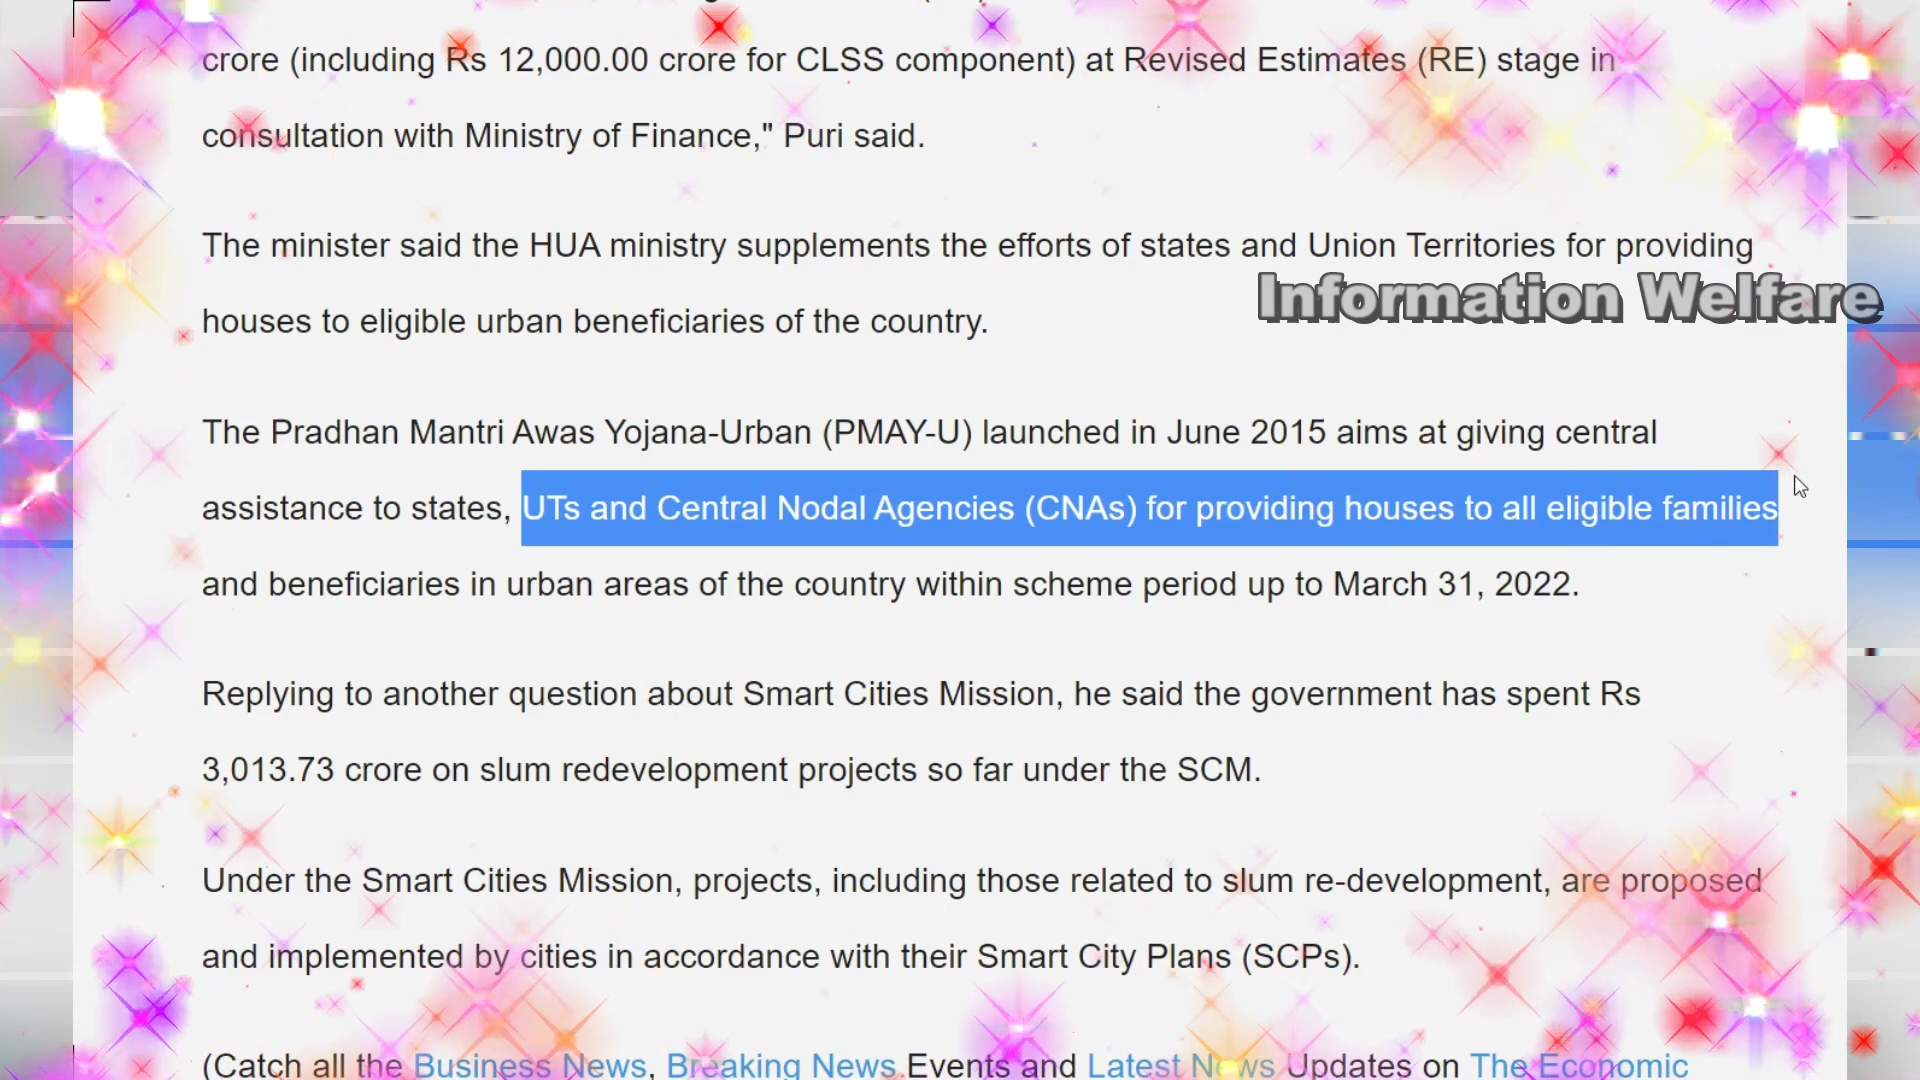 crore (including Rs 12,000.00 crore for CLSS component) at Revised Estimates (RE) stage in
consultation with Ministry of Finance," Puri said.
The minister said the HUA ministry supplements the efforts of states and Union Territories for providing
Information Welfare
houses to eligible urban beneficiaries of the country.
The Pradhan Mantri Awas Yojana-Urban (PMAY-U) launched in June 2015 aims at giving central
assistance to states, UTs and Central Nodal Agencies (CNAs) for providing houses to all eligible families
and beneficiaries in urban areas of the country within scheme period up to March 31, 2022.
Replying to another question about Smart Cities Mission, he said the government has spent Rs
3,013.73 crore on slum redevelopment projects so far under the SCM.
Under the Smart Cities Mission, projects, including those related to slum re-development, are proposed
and implemented by cities in accordance with their Smart City Plans (SCPs).
(Catch all the Business News, Breaking News Events and Latest News Updates on The Economic